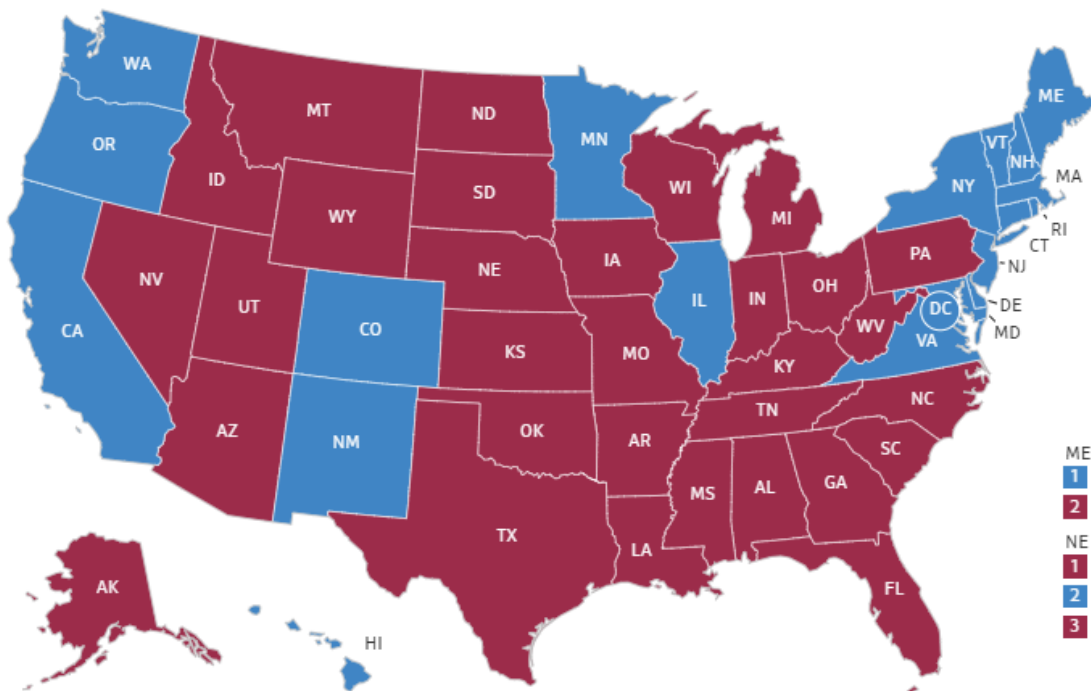 WA
MT
ND
MN
ME
OR
VT
NH
ID
SD
WI
NY
MA
WY
MI
RI
CT
IA
PA
NE
NJ
NV
UT
OH
IL
IN
CO
DE
DC
CA
WV
MD
VA
KS
MO
KY
NC
TN
AZ
NM
OK
AR
SC
MS
AL
GA
TX
LA
AK
FL
HI
ME
1
2
NE
1
2
3